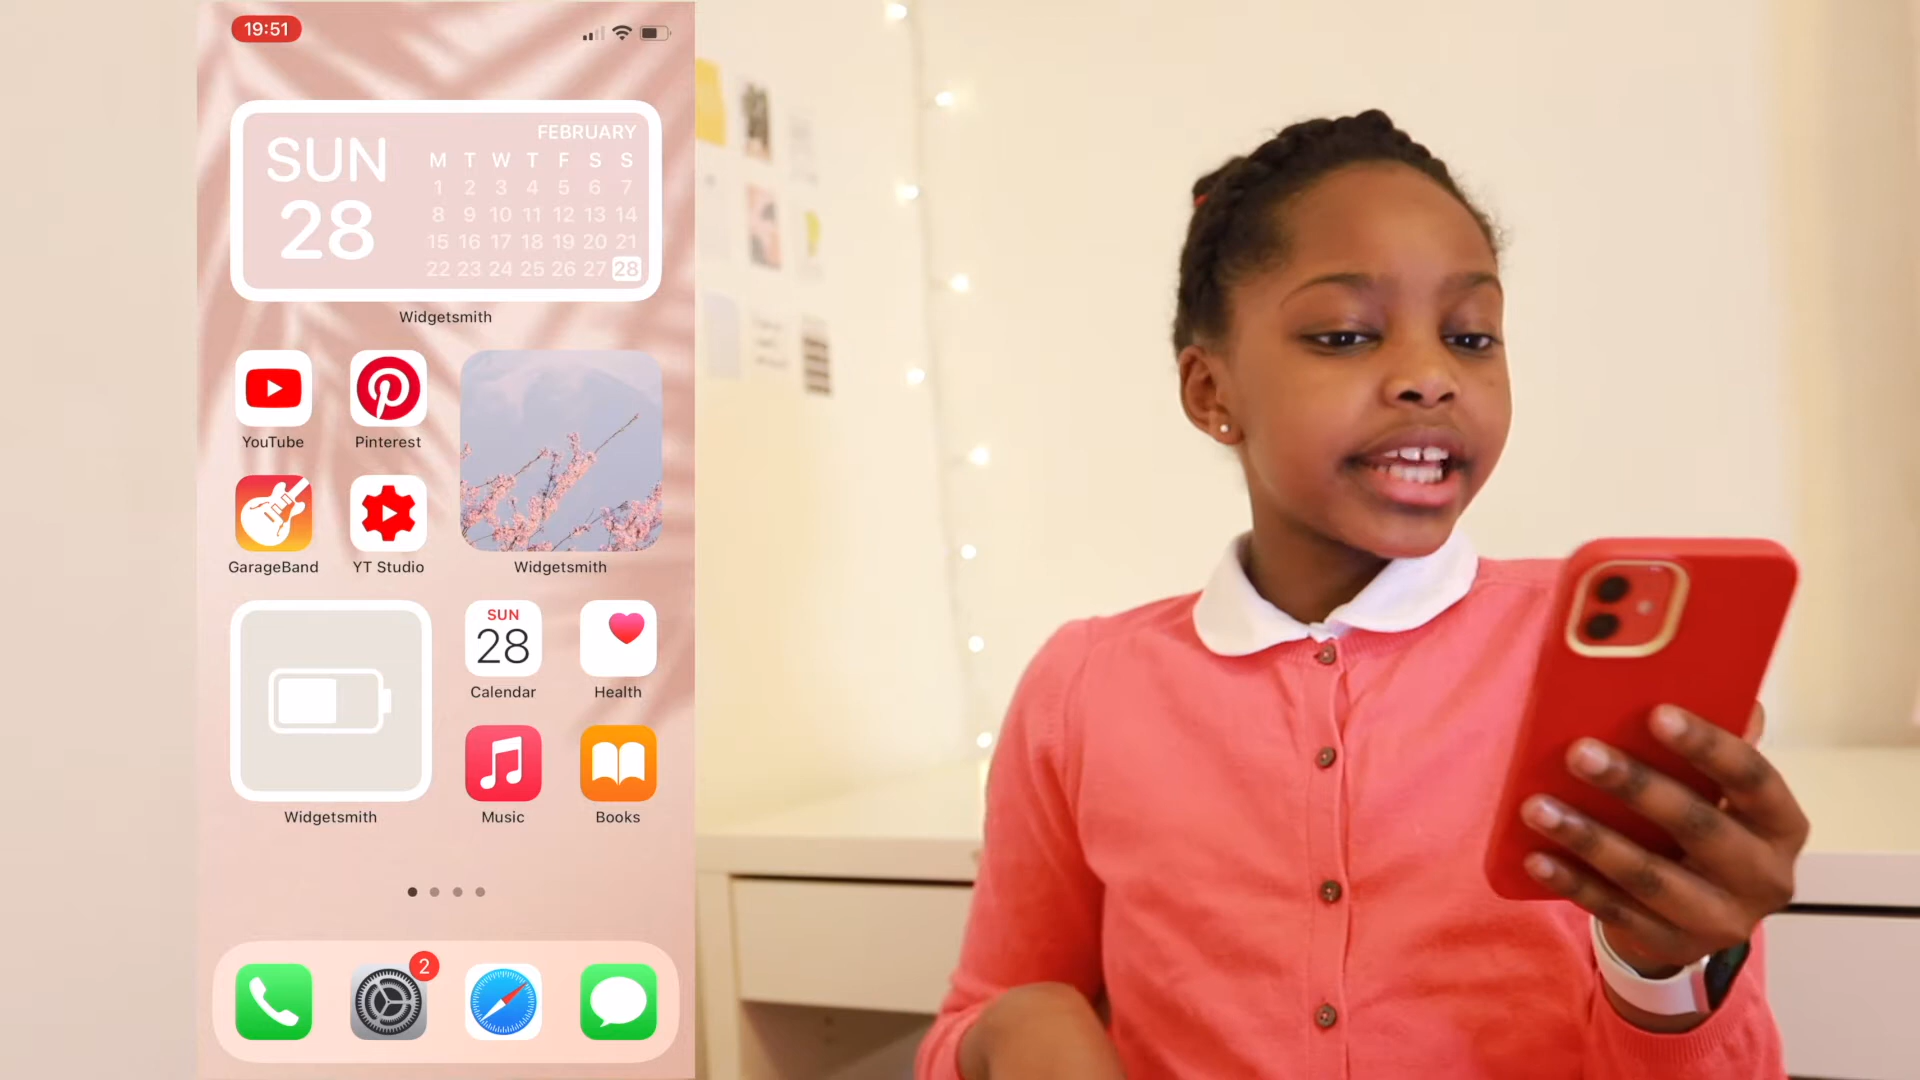 19:51
FEBRUARY
SUN
28
M T W T F S S
1 2 3 4 5 6 7
8 9 10 11 12 13 14
15 16 17 18 19 20 21
22 23 24 25 26 27 28
Widgetsmith
YouTube
Pinterest
GarageBand
YT Studio
Widgetsmith
SUN
28
Calendar
Health
Widgetsmith
Music
Books
2